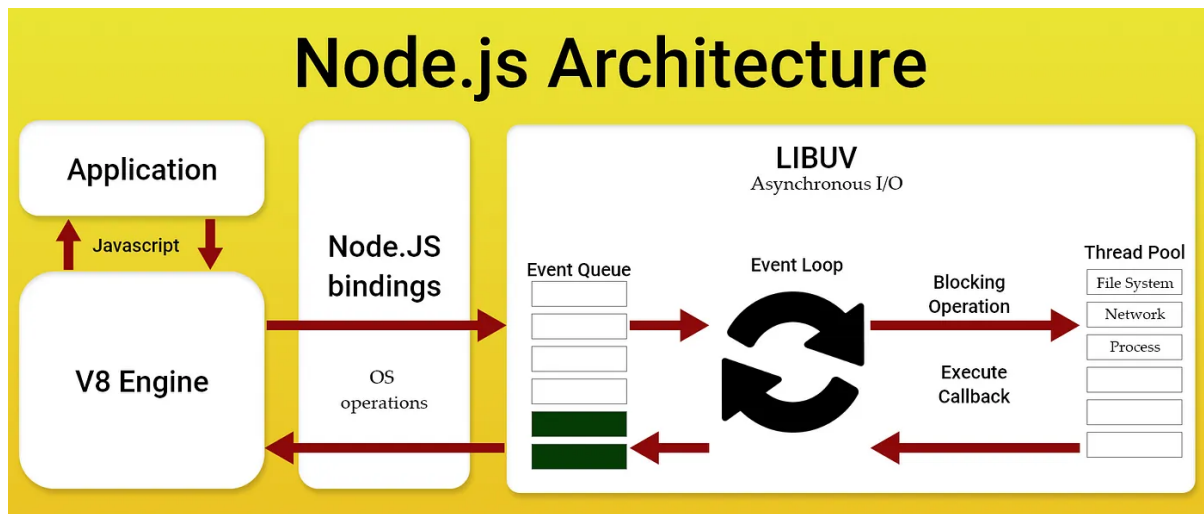 Node.js Architecture
Application
Javascript
V8 Engine
Node.JS
bindings
OS
operations
LIBUV
Asynchronous I/O
Event Queue
Event Loop
Blocking
Operation
Execute
Callback
Thread Pool
File System
Network
Process